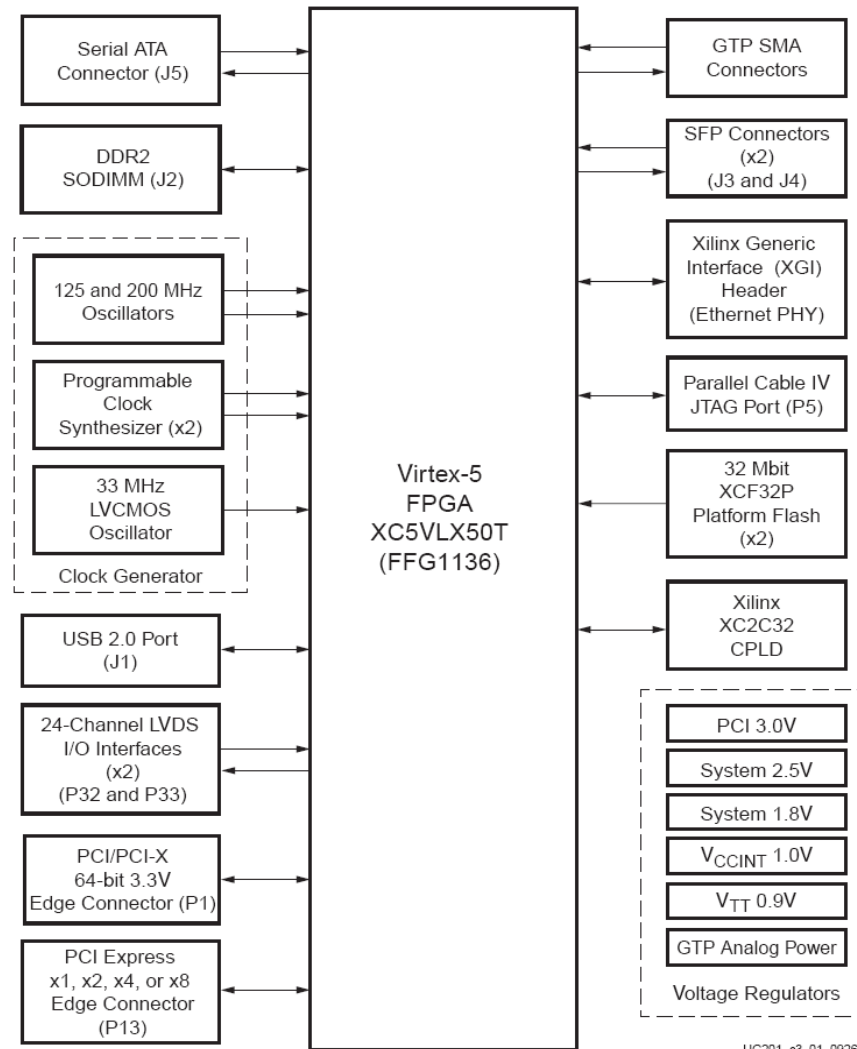 Serial ATA
Connector (J5)
DDR2
SODIMM (J2)
125 and 200 MHz
Oscillators
Programmable
Clock
Synthesizer (x2)
33 MHz
LVCMOS
Oscillator
Clock Generator
USB 2.0 Port
(J1)
24-Channel LVDS
I/O Interfaces
(x2)
(P32 and P33)
PCI/PCI-X
64-bit 3.3V
Edge Connector (P1)
PCI Express
x1, x2, x4, or x8
Edge Connector
(P13)
Virtex-5
FPGA
XC5VLX50T
(FFG1136)
GTP SMA
Connectors
SFP Connectors
(x2)
(J3 and J4)
Xilinx Generic
Interface (XGI)
Header
(Ethernet PHY)
Parallel Cable IV
JTAG Port (P5)
32 Mbit
XCF32P
Platform Flash
(x2)
Xilinx
XC2C32
CPLD
PCI 3.0V
System 2.5V
System 1.8V
VCCINT 1.0V
VTT 0.9V
GTP Analog Power
Voltage Regulators